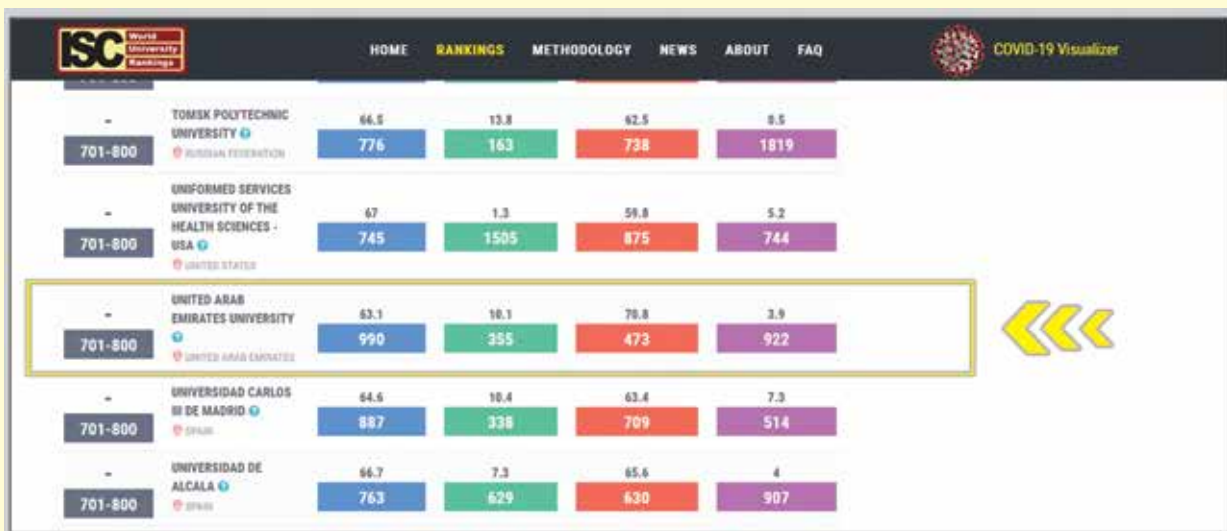 ISC World University Rankings
HOME RANKINGS METHODOLOGY NEWS ABOUT FAQ
COVID-19 Visualizer
-
701-800
TOMSK POLYTECHNIC
UNIVERSITY
RUSSIAN FEDERATION
66.5 13.8 62.5 0.5
776 163 738 1819
-
701-800
UNIFORMED SERVICES
UNIVERSITY OF THE
HEALTH SCIENCES -
USA
UNITED STATES
67 1.3 59.8 5.2
745 1505 875 744
-
701-800
UNITED ARAB
EMIRATES UNIVERSITY
UNITED ARAB EMIRATES
63.1 10.1 70.8 3.9
990 355 473 922
-
701-800
UNIVERSIDAD CARLOS
III DE MADRID
SPAIN
64.6 10.4 63.4 7.3
887 338 709 514
-
701-800
UNIVERSIDAD DE
ALCALA
SPAIN
66.7 7.3 65.6 4
763 629 630 907